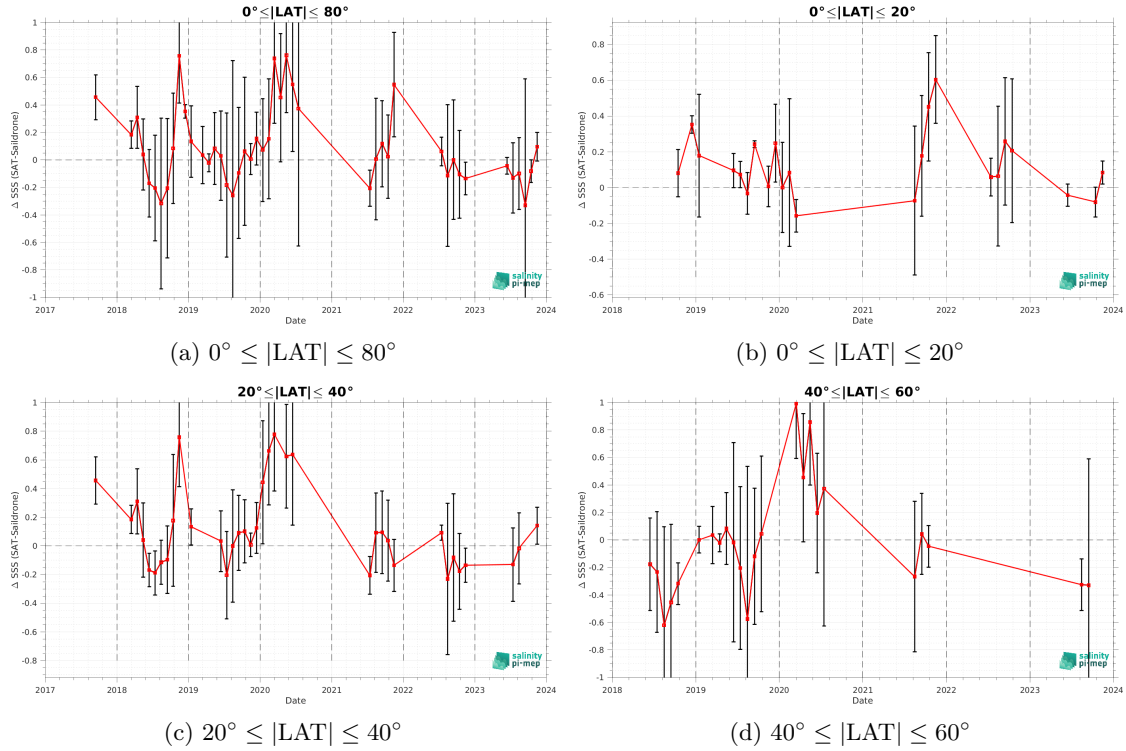 0°≤|LAT|≤ 80°
Δ SSS (SAT-Saildrone)
1
0.8
0.6
0.4
0.2
0
-0.2
-0.4
-0.6
-0.8
-1
2017 2018 2019 2020 2021 2022 2023 2024
Date
salinity
pi-mep
(a) 0° ≤ |LAT| ≤ 80°
0°≤|LAT|≤ 20°
Δ SSS (SAT-Saildrone)
0.8
0.6
0.4
0.2
0
-0.2
-0.4
-0.6
2018 2019 2020 2021 2022 2023 2024
Date
salinity
pi-mep
(b) 0° ≤ |LAT| ≤ 20°
20°≤|LAT|≤ 40°
Δ SSS (SAT-Saildrone)
1
0.8
0.6
0.4
0.2
0
-0.2
-0.4
-0.6
-0.8
2017 2018 2019 2020 2021 2022 2023 2024
Date
salinity
pi-mep
(c) 20° ≤ |LAT| ≤ 40°
40°≤|LAT|≤ 60°
Δ SSS (SAT-Saildrone)
1
0.8
0.6
0.4
0.2
0
-0.2
-0.4
-0.6
-0.8
-1
2018 2019 2020 2021 2022 2023 2024
Date
salinity
pi-mep
(d) 40° ≤ |LAT| ≤ 60°